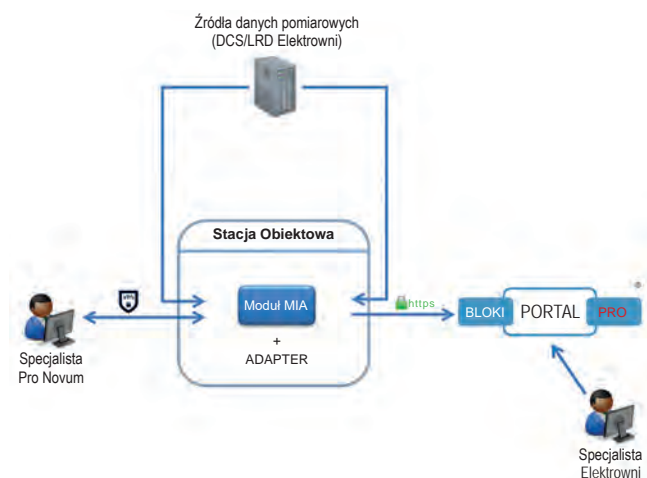 Źródła danych pomiarowych
(DCS/LRD Elektrowni)
Stacja Obiektowa
Moduł MIA
+
ADAPTER
https
BLOKI PORTAL PRO
Specjalista
Pro Novum
Specjalista
Elektrowni